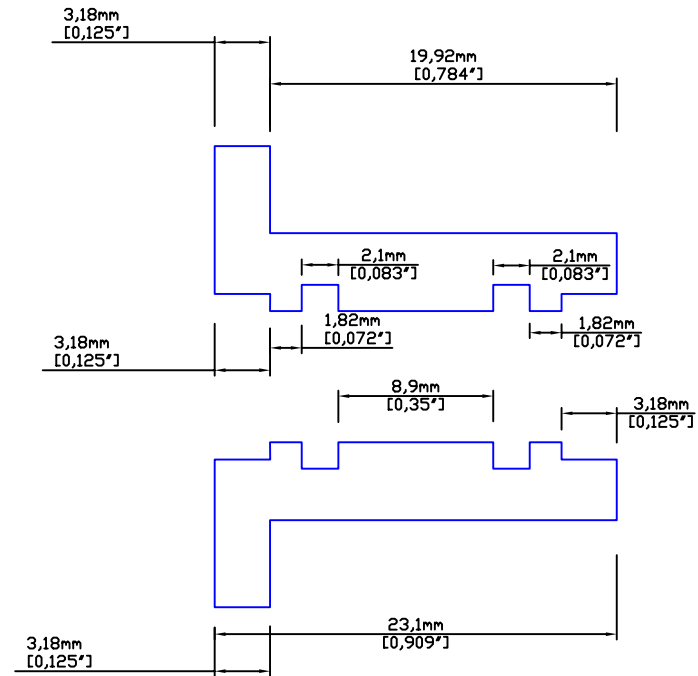 3,18mm
[0,125″]
19,92mm
[0,784″]
2,1mm
[0,083″]
2,1mm
[0,083″]
1,82mm
[0,072″]
1,82mm
[0,072″]
3,18mm
[0,125″]
8,9mm
[0,35″]
3,18mm
[0,125″]
23,1mm
[0,909″]
3,18mm
[0,125″]